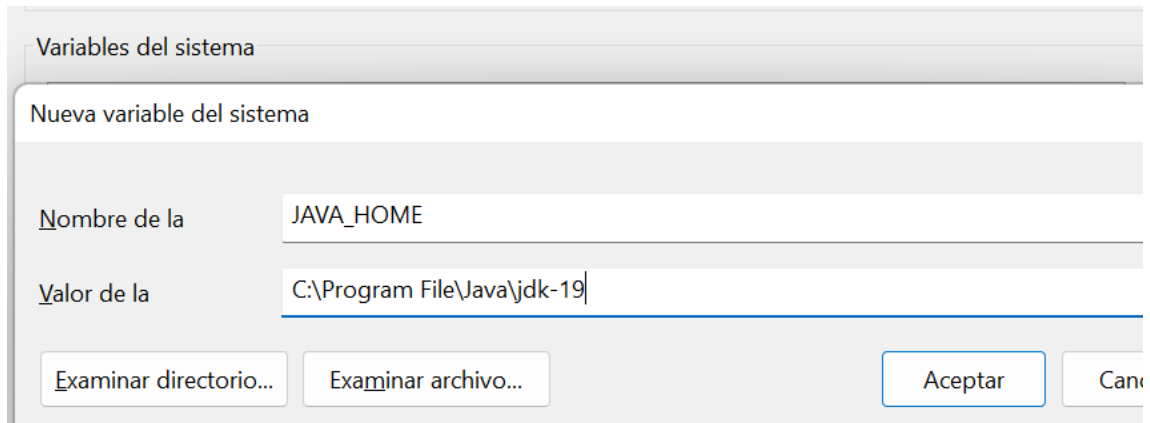 Variables del sistema
Nueva variable del sistema
Nombre de la
JAVA_HOME
Valor de la
C:\Program File\Java\jdk-19
Examinar directorio...
Examinar archivo...
Aceptar